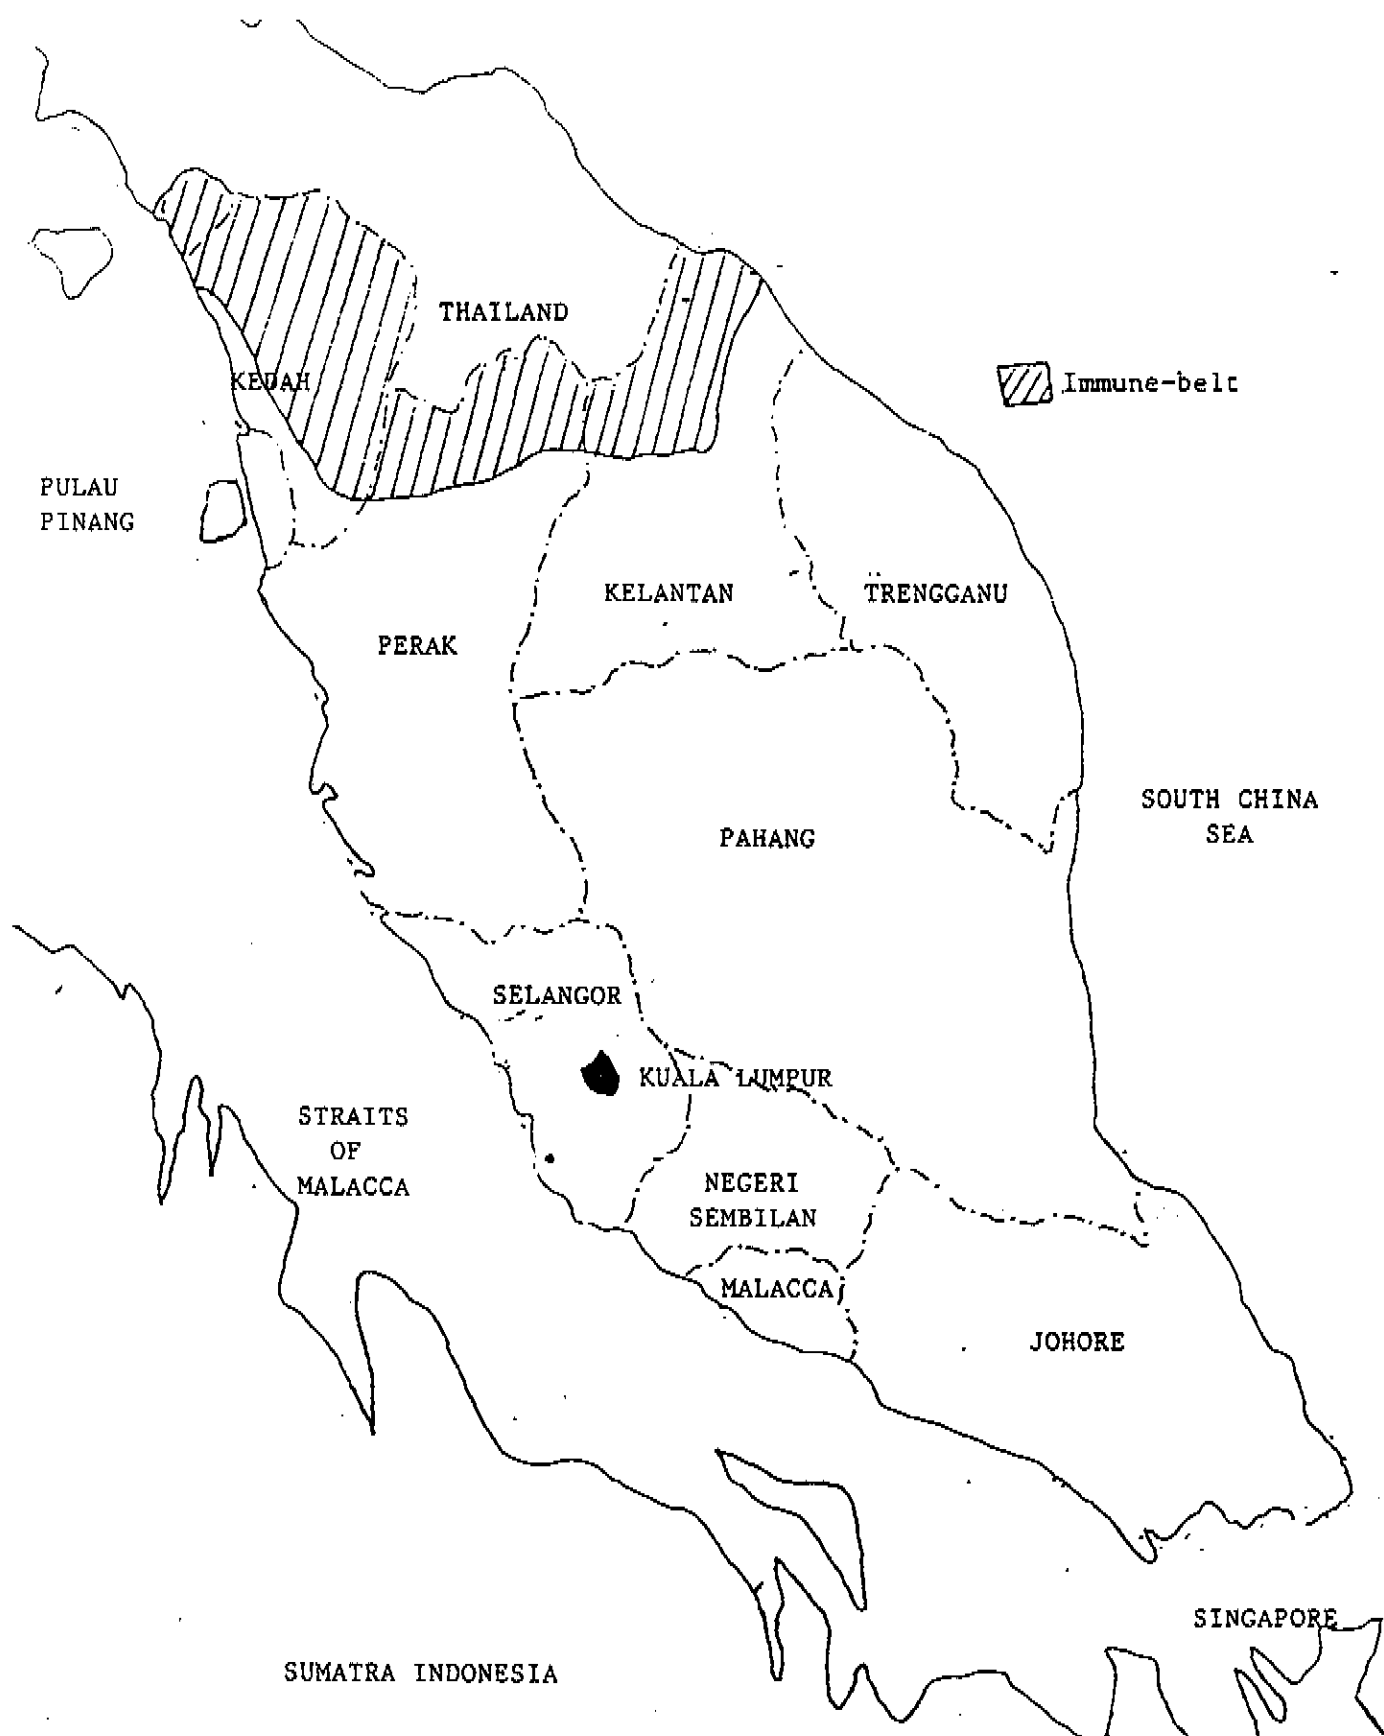 THAILAND
KEDAH
Immune-belt
PULAU
PINANG
KELANTAN
TRENGGANU
PERAK
SOUTH CHINA
SEA
PAHANG
SELANGOR
KUALA LUMPUR
STRAITS
OF
MALACCA
NEGERI
SEMBILAN
MALACCA
JOHORE
SINGAPORE
SUMATRA INDONESIA